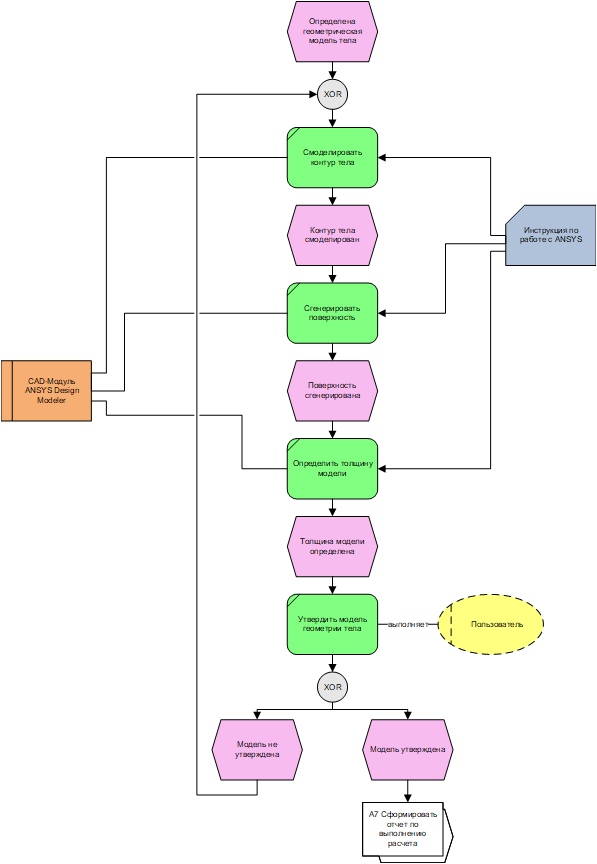 Определена
геометрическая
модель тела
XOR
Смоделировать
контур тела
Контур тела
смоделирован
Инструкция по
работе с ANSYS
Сгенерировать
поверхность
CAD-Модуль
ANSYS Design
Modeler
Поверхность
сгенерирована
Определить толщину
модели
Толщина модели
определена
Утвердить модель
геометрии тела
выполняет
Пользователь
XOR
Модель не
утверждена
Модель утверждена
А7 Сформировать
отчет по
выполнению
расчета